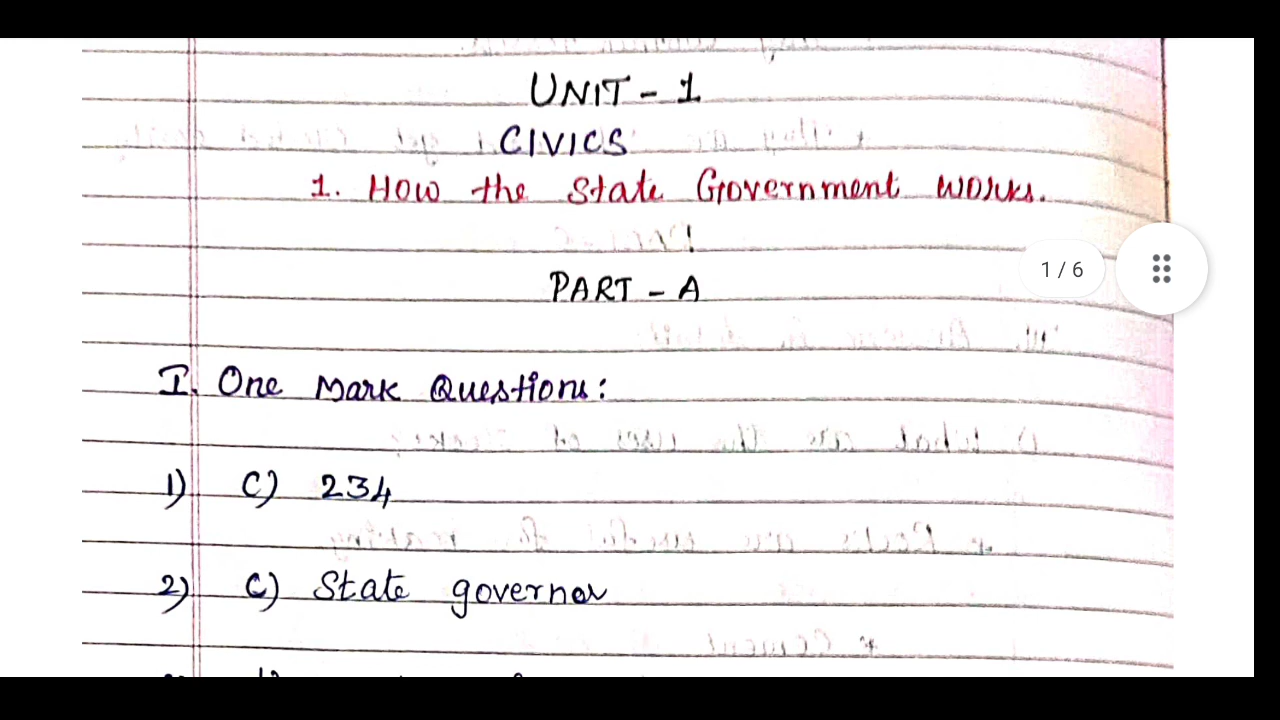 UNIT - 1
CIVICS
1. How the State Government works.
1 / 6
PART - A
I. One Mark Questions:
1) C) 234
2) C) State governor